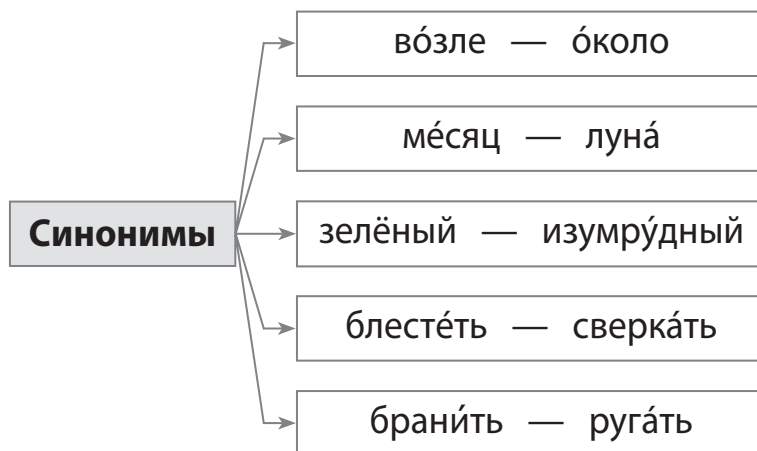 во́зле — о́коло
ме́сяц — луна́
Синонимы
зелёный — изумру́дный
блесте́ть — сверка́ть
брани́ть — руга́ть